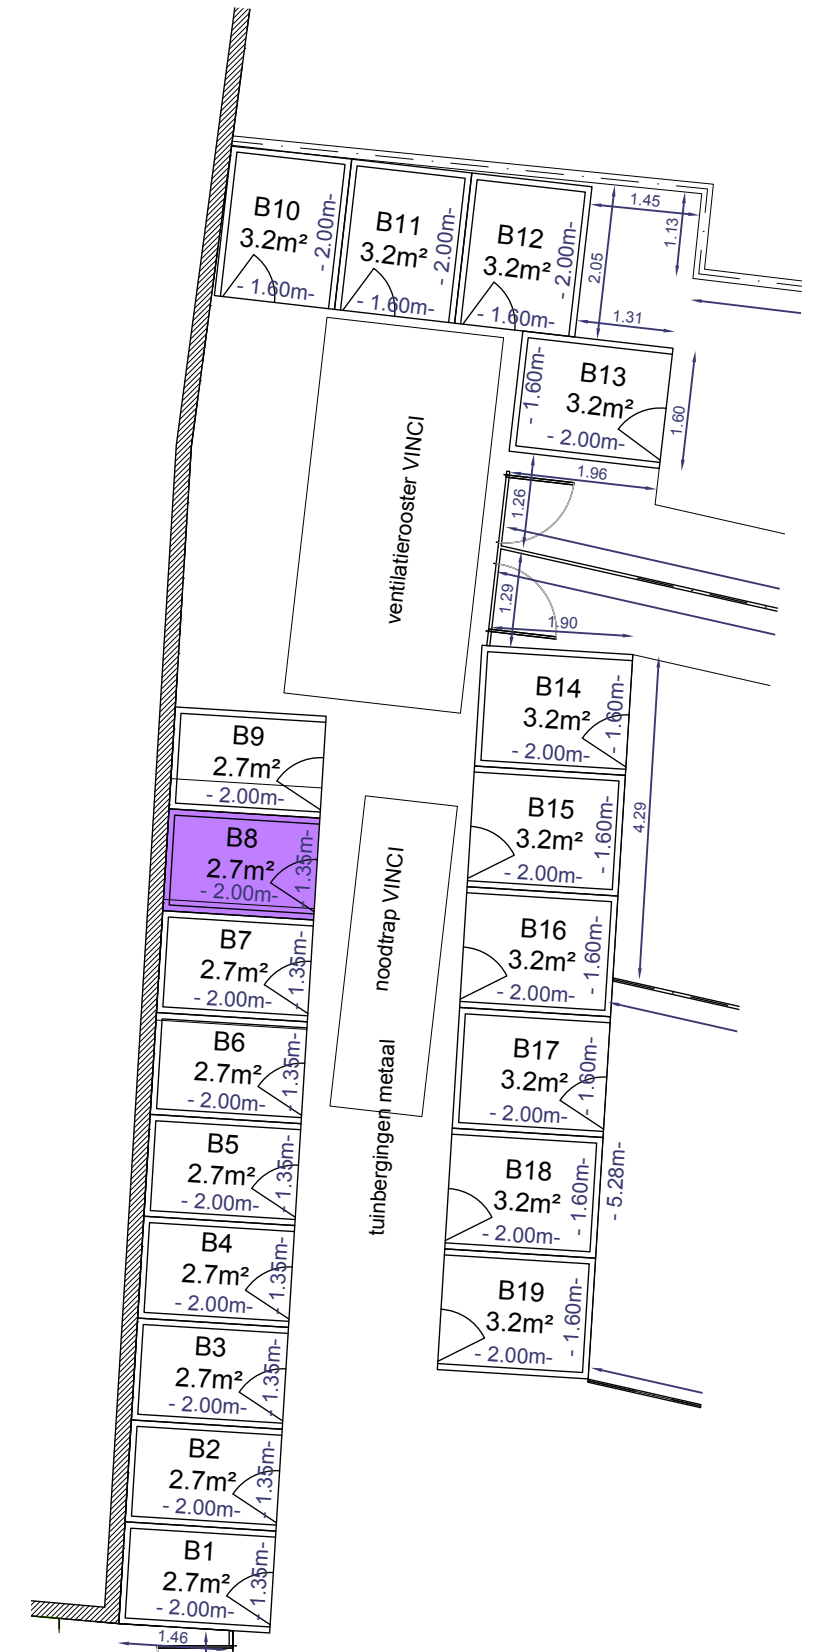 B10
3.2m²
- 2.00m-
- 1.60m-
B11
3.2m²
- 2.00m-
- 1.60m-
B12
3.2m²
- 2.00m-
- 1.60m-
1.45
1.13
2.05
1.31
B13
3.2m²
- 1.60m-
- 2.00m-
1.60
1.96
1.26
1.29
1.90
ventilatierooster VINCI
B14
3.2m²
- 1.60m-
- 2.00m-
4.29
B9
2.7m²
- 2.00m-
B8
2.7m²
- 2.00m-
- 1.35m-
B15
3.2m²
- 1.60m-
- 2.00m-
noodtrap VINCI
B7
2.7m²
- 2.00m-
- 1.35m-
B16
3.2m²
- 1.60m-
- 2.00m-
B6
2.7m²
- 2.00m-
- 1.35m-
B17
3.2m²
- 1.60m-
- 2.00m-
tuinbergingen metaal
B5
2.7m²
- 2.00m-
- 1.35m-
B18
3.2m²
- 1.60m-
- 2.00m-
- 5.28m-
B4
2.7m²
- 2.00m-
- 1.35m-
B19
3.2m²
- 1.60m-
- 2.00m-
B3
2.7m²
- 2.00m-
- 1.35m-
B2
2.7m²
- 2.00m-
- 1.35m-
B1
2.7m²
- 2.00m-
- 1.35m-
1.46